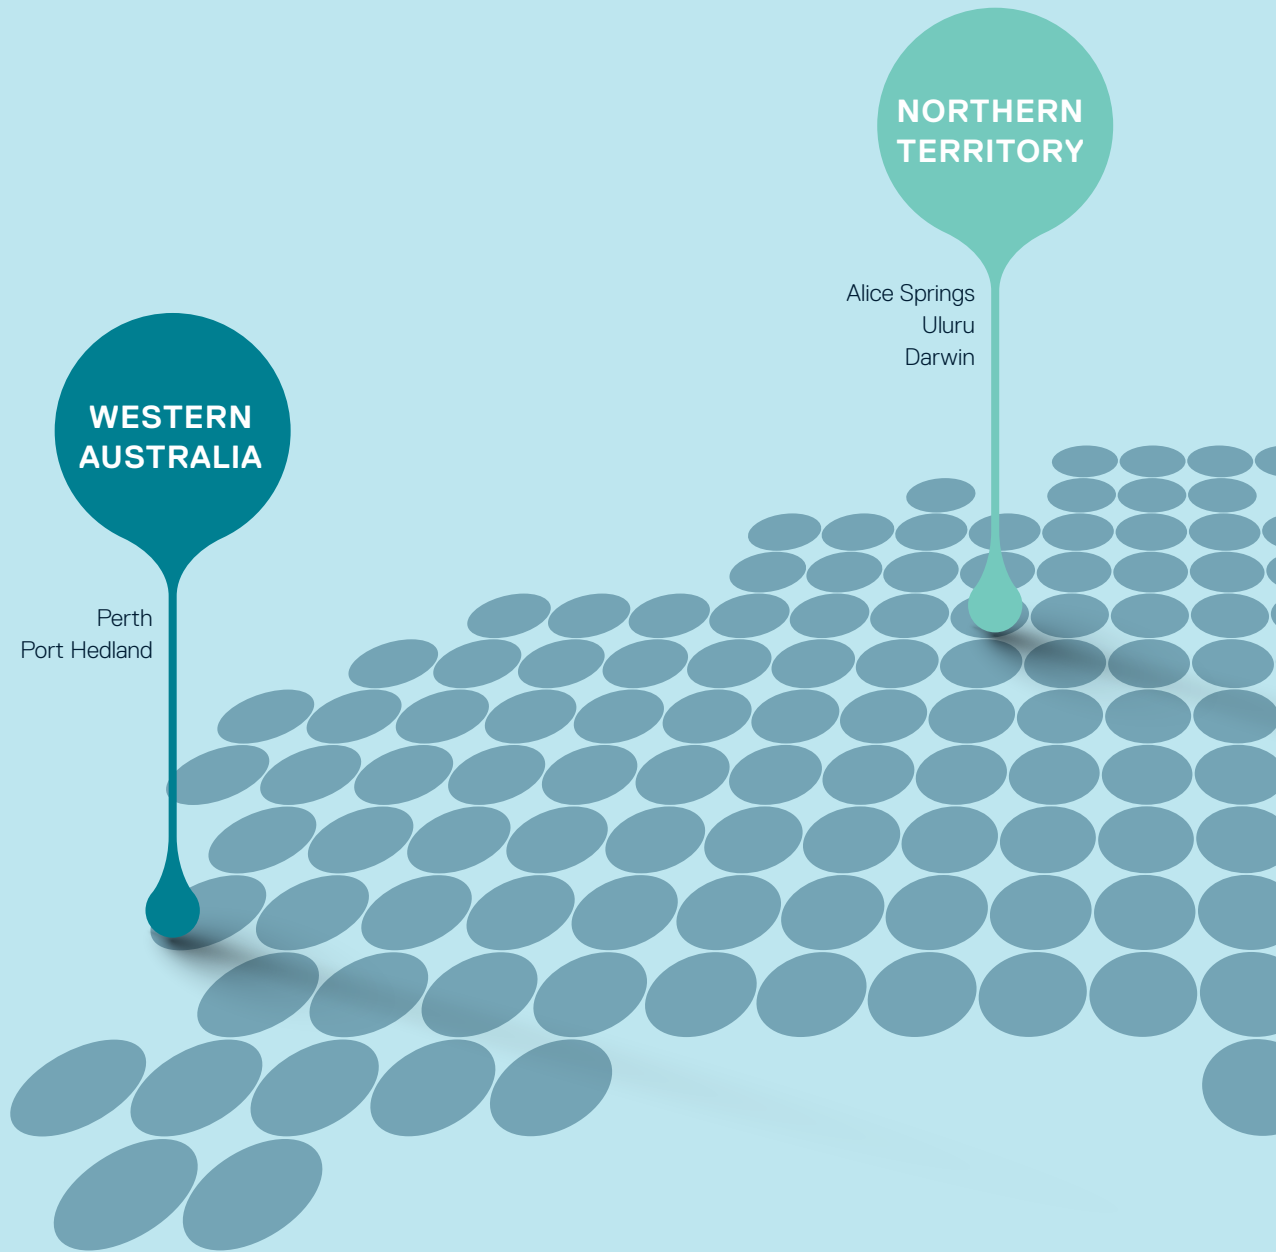 NORTHERN
TERRITORY
Alice Springs
Uluru
Darwin
WESTERN
AUSTRALIA
Perth
Port Hedland